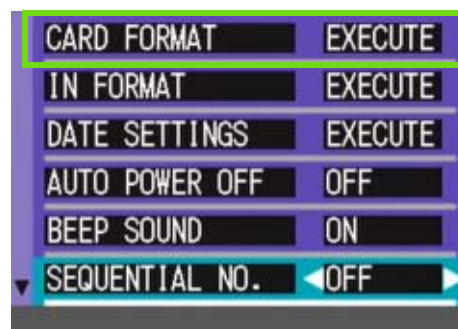 CARD FORMAT EXECUTE
IN FORMAT EXECUTE
DATE SETTINGS EXECUTE
AUTO POWER OFF OFF
BEEP SOUND ON
SEQUENTIAL NO. OFF